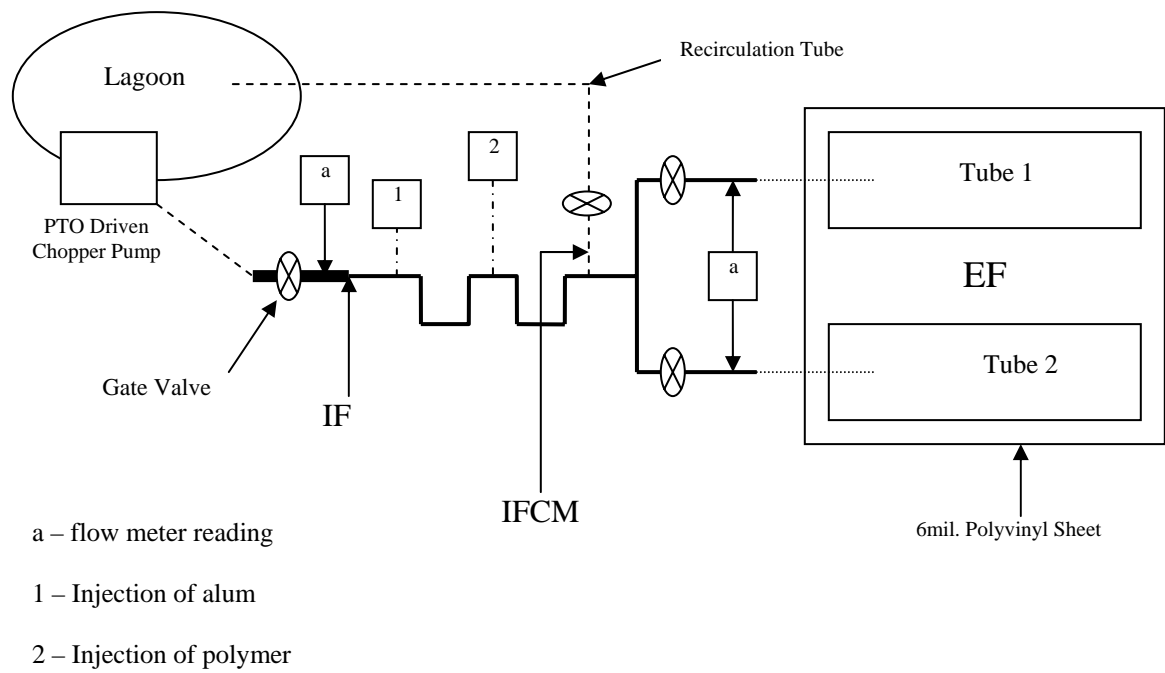 Recirculation Tube
Lagoon
2
a
1
Tube 1
PTO Driven
Chopper Pump
a
EF
Tube 2
Gate Valve
IF
IFCM
6mil. Polyvinyl Sheet
a – flow meter reading
1 – Injection of alum
2 – Injection of polymer